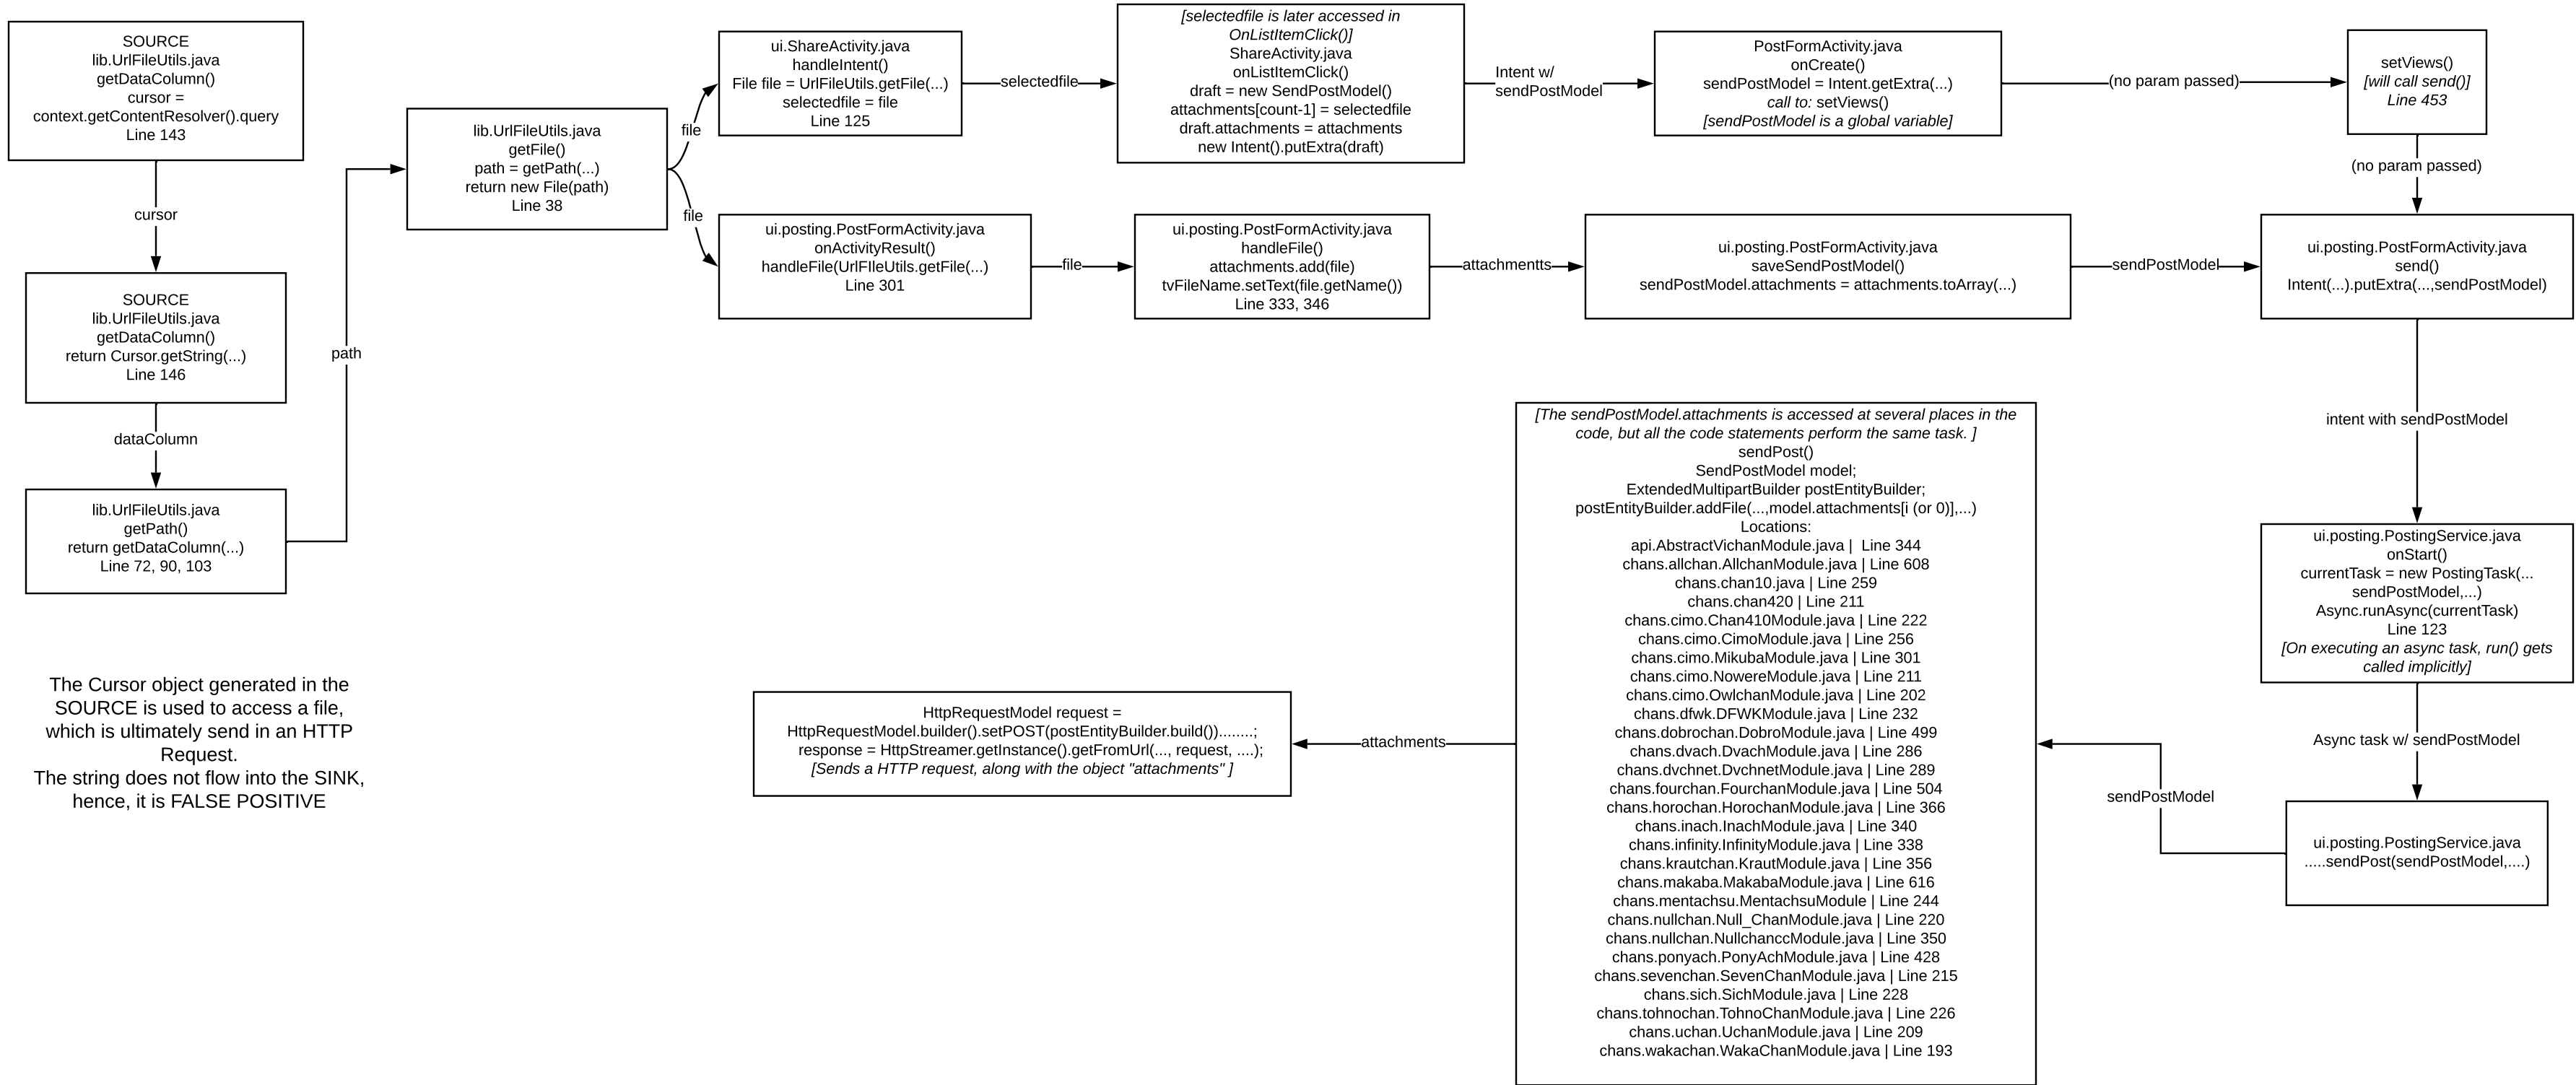 SOURCE
lib.UrlFileUtils.java
getDataColumn()
cursor =
context.getContentResolver().query
Line 143
cursor
SOURCE
lib.UrlFileUtils.java
getDataColumn()
return Cursor.getString(...)
Line 146
dataColumn
lib.UrlFileUtils.java
getPath()
return getDataColumn(...)
Line 72, 90, 103
path
lib.UrlFileUtils.java
getFile()
path = getPath(...)
return new File(path)
Line 38
file
file
ui.ShareActivity.java
handleIntent()
File file = UrlFileUtils.getFile(...)
selectedfile = file
Line 125
selectedfile
[selectedfile is later accessed in
OnListItemClick()]
ShareActivity.java
onListItemClick()
draft = new SendPostModel()
attachments[count-1] = selectedfile
draft.attachments = attachments
new Intent().putExtra(draft)
Intent w/
sendPostModel
PostFormActivity.java
onCreate()
sendPostModel = Intent.getExtra(...)
call to: setViews()
[sendPostModel is a global variable]
(no param passed)
setViews()
[will call send()]
Line 453
(no param passed)
ui.posting.PostFormActivity.java
onActivityResult()
handleFile(UrlFIleUtils.getFile(...)
Line 301
file
ui.posting.PostFormActivity.java
handleFile()
attachments.add(file)
tvFileName.setText(file.getName())
Line 333, 346
attachmentts
ui.posting.PostFormActivity.java
saveSendPostModel()
sendPostModel.attachments = attachments.toArray(...)
sendPostModel
ui.posting.PostFormActivity.java
send()
Intent(...).putExtra(...,sendPostModel)
intent with sendPostModel
ui.posting.PostingService.java
onStart()
currentTask = new PostingTask(...
sendPostModel,...)
Async.runAsync(currentTask)
Line 123
[On executing an async task, run() gets
called implicitly]
Async task w/ sendPostModel
ui.posting.PostingService.java
.....sendPost(sendPostModel,....)
sendPostModel
[The sendPostModel.attachments is accessed at several places in the
code, but all the code statements perform the same task. ]
sendPost()
SendPostModel model;
ExtendedMultipartBuilder postEntityBuilder;
postEntityBuilder.addFile(...,model.attachments[i (or 0)],...)
Locations:
api.AbstractVichanModule.java |  Line 344
chans.allchan.AllchanModule.java | Line 608
chans.chan10.java | Line 259
chans.chan420 | Line 211
chans.cimo.Chan410Module.java | Line 222
chans.cimo.CimoModule.java | Line 256
chans.cimo.MikubaModule.java | Line 301
chans.cimo.NowereModule.java | Line 211
chans.cimo.OwlchanModule.java | Line 202
chans.dfwk.DFWKModule.java | Line 232
chans.dobrochan.DobroModule.java | Line 499
chans.dvach.DvachModule.java | Line 286
chans.dvchnet.DvchnetModule.java | Line 289
chans.fourchan.FourchanModule.java | Line 504
chans.horochan.HorochanModule.java | Line 366
chans.inach.InachModule.java | Line 340
chans.infinity.InfinityModule.java | Line 338
chans.krautchan.KrautModule.java | Line 356
chans.makaba.MakabaModule.java | Line 616
chans.mentachsu.MentachsuModule | Line 244
chans.nullchan.Null_ChanModule.java | Line 220
chans.nullchan.NullchanccModule.java | Line 350
chans.ponyach.PonyAchModule.java | Line 428
chans.sevenchan.SevenChanModule.java | Line 215
chans.sich.SichModule.java | Line 228
chans.tohnochan.TohnoChanModule.java | Line 226
chans.uchan.UchanModule.java | Line 209
chans.wakachan.WakaChanModule.java | Line 193
attachments
HttpRequestModel request =
HttpRequestModel.builder().setPOST(postEntityBuilder.build())........;
response = HttpStreamer.getInstance().getFromUrl(..., request, ....);
[Sends a HTTP request, along with the object "attachments" ]
The Cursor object generated in the
SOURCE is used to access a file,
which is ultimately send in an HTTP
Request.
The string does not flow into the SINK,
hence, it is FALSE POSITIVE